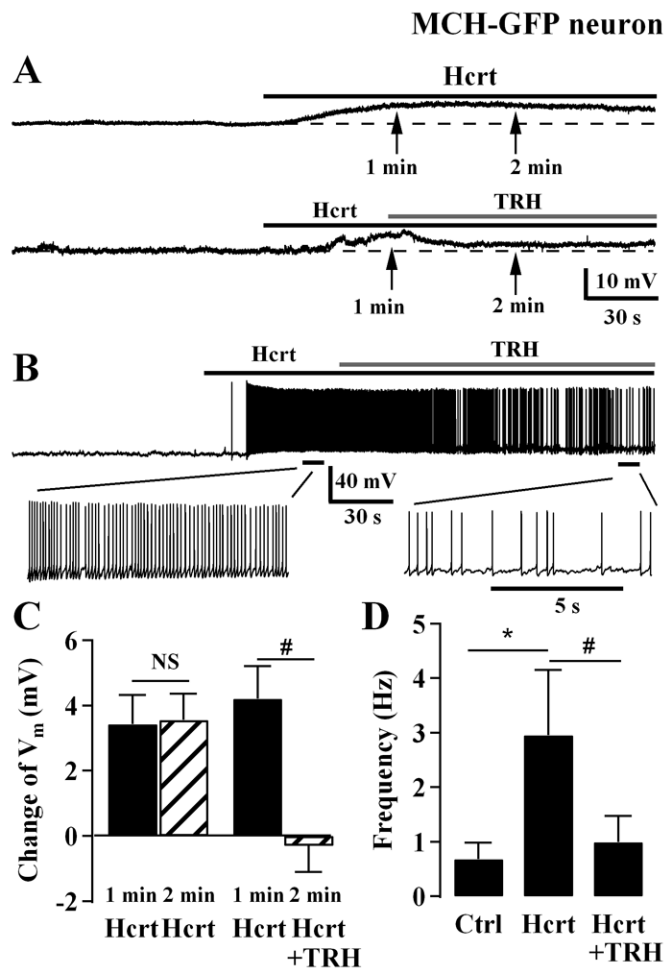 MCH-GFP neuron
A
Hcrt
1 min
2 min
Hcrt
TRH
1 min
2 min
10 mV
30 s
B
Hcrt
TRH
40 mV
30 s
5 s
C
Change of Vm (mV)
6
4
2
0
-2
NS
#
1 min
2 min
1 min
2 min
Hcrt
Hcrt
Hcrt
Hcrt
+TRH
D
Frequency (Hz)
5
4
3
2
1
0
*
#
Ctrl
Hcrt
Hcrt
+TRH